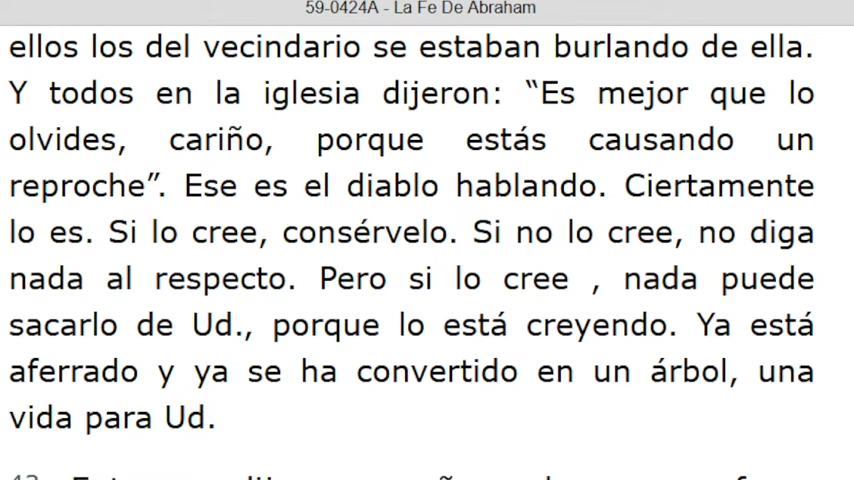 59-0424A - La Fe De Abraham
ellos los del vecindario se estaban burlando de ella.
Y todos en la iglesia dijeron: “Es mejor que lo
olvides, cariño, porque estás causando un
reproche”. Ese es el diablo hablando. Ciertamente
lo es. Si lo cree, consérvelo. Si no lo cree, no diga
nada al respecto. Pero si lo cree , nada puede
sacarlo de Ud., porque lo está creyendo. Ya está
aferrado y ya se ha convertido en un árbol, una
vida para Ud.